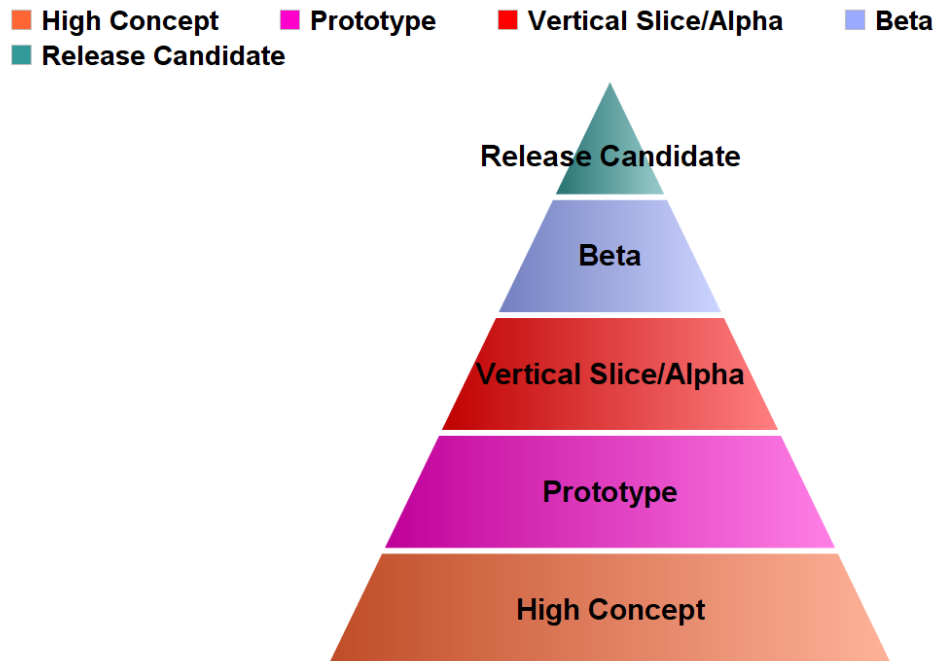 High Concept Prototype Vertical Slice/Alpha Beta
Release Candidate
Release Candidate
Beta
Vertical Slice/Alpha
Prototype
High Concept